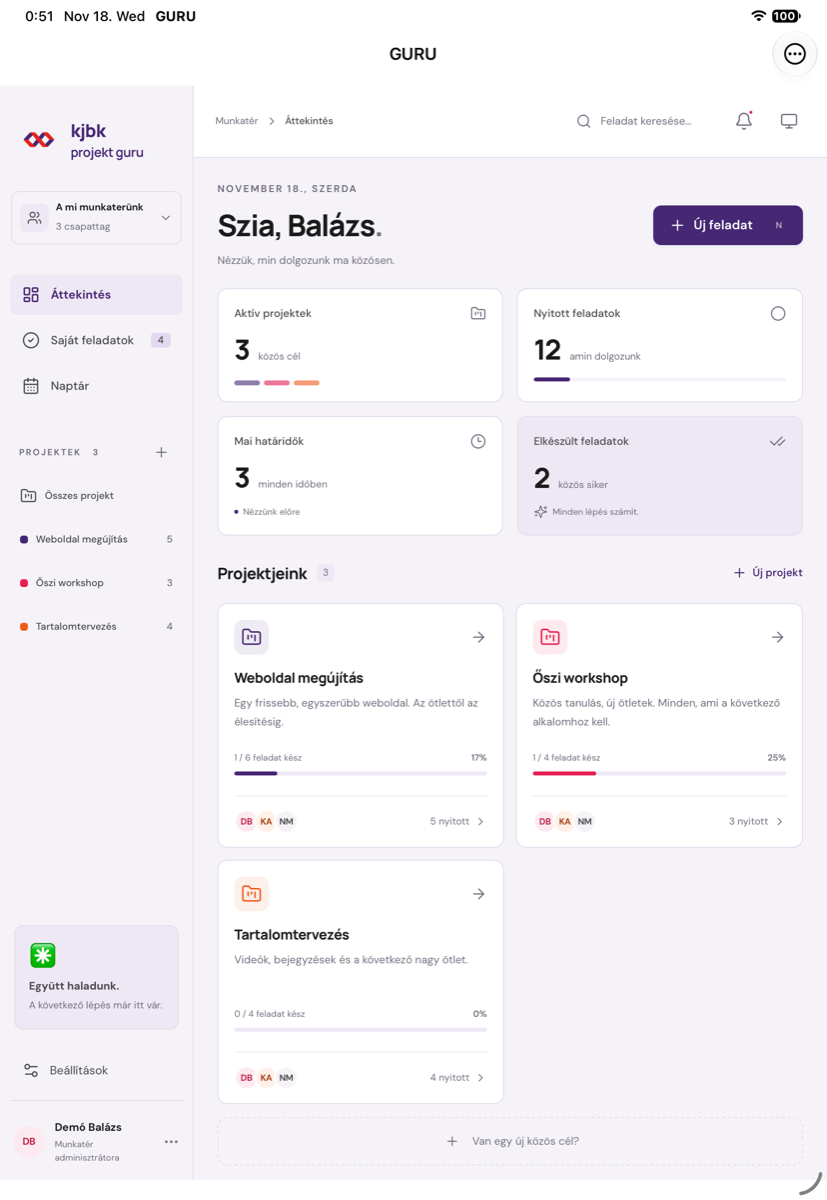 0:51 Nov 18. Wed GURU
100
GURU
kjbk
projekt guru
A mi munkaterünk
3 csapattag
Áttekintés
Saját feladatok 4
Naptár
PROJEKTEK 3
Összes projekt
Weboldal megújítás 5
Őszi workshop 3
Tartalomtervezés 4
Együtt haladunk.
A következő lépés már itt vár.
Beállítások
DB
Demó Balázs
Munkatér
adminisztrátora
Munkatér Áttekintés
Feladat keresése...
NOVEMBER 18., SZERDA
Szia, Balázs.
Nézzük, min dolgozunk ma közösen.
Új feladat N
Aktív projektek
3 közös cél
Nyitott feladatok
12 amin dolgozunk
Mai határidők
3 minden időben
Nézzünk előre
Elkészült feladatok
2 közös siker
Minden lépés számít.
Projektjeink 3
Új projekt
Weboldal megújítás
Egy frissebb, egyszerűbb weboldal. Az ötlettől az
élesítésig.
1 / 6 feladat kész 17%
DB KA NM 5 nyitott
Őszi workshop
Közös tanulás, új ötletek. Minden, ami a következő
alkalomhoz kell.
1 / 4 feladat kész 25%
DB KA NM 3 nyitott
Tartalomtervezés
Videók, bejegyzések és a következő nagy ötlet.
0 / 4 feladat kész 0%
DB KA NM 4 nyitott
Van egy új közös cél?